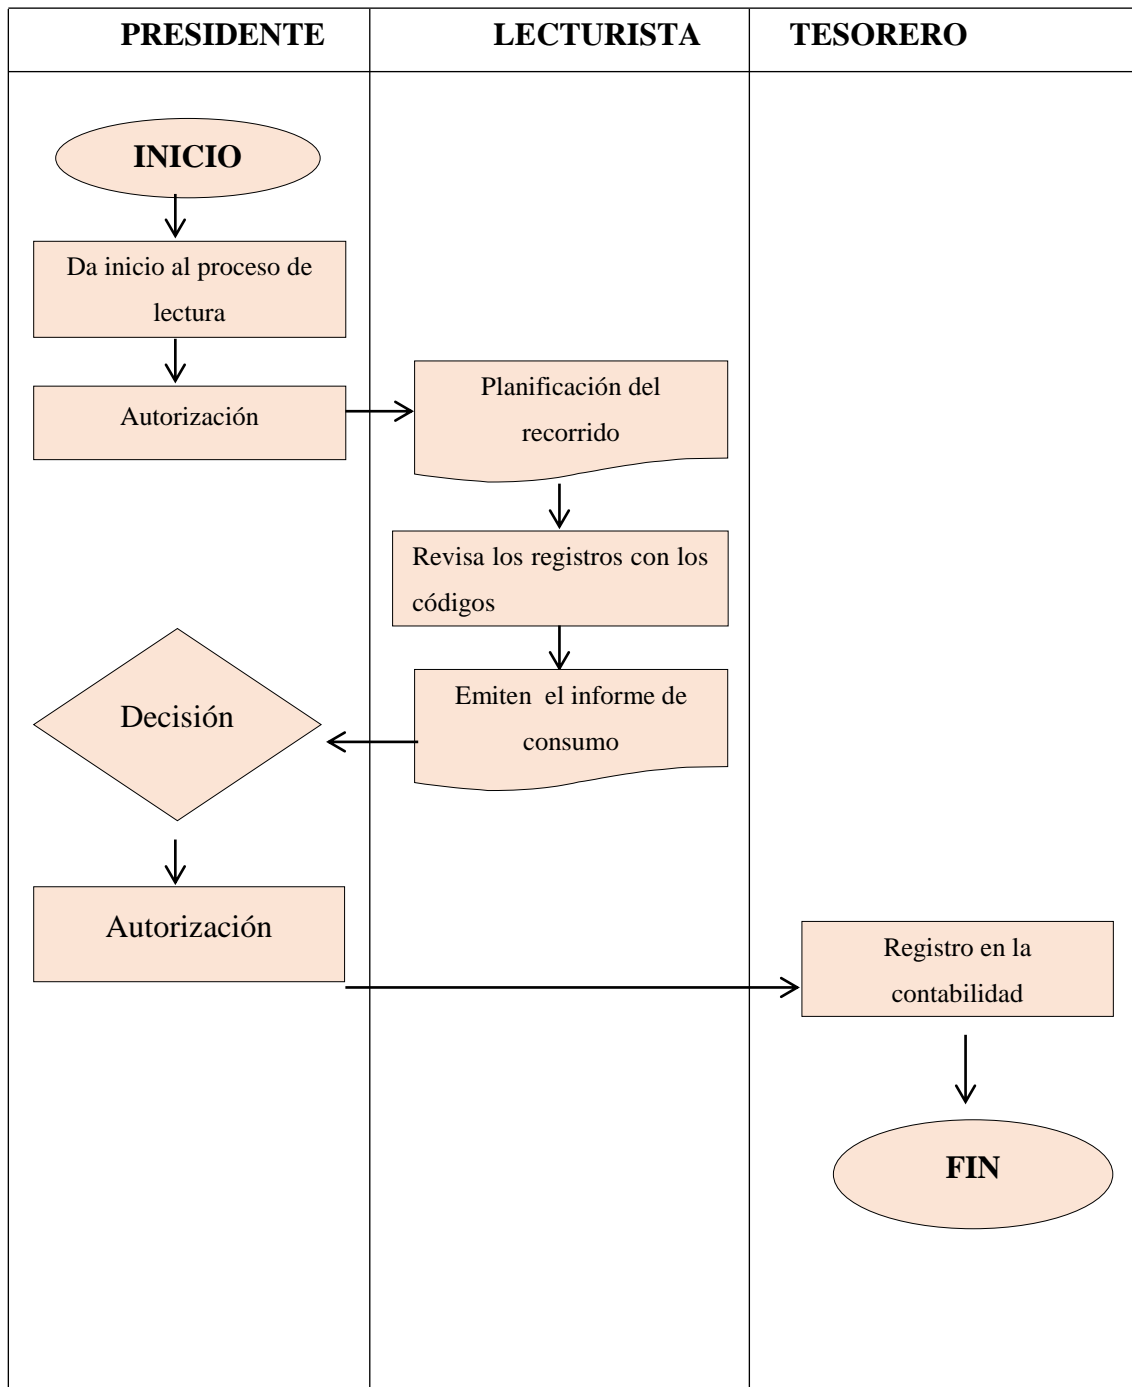 PRESIDENTE
LECTURISTA
TESORERO
INICIO
Da inicio al proceso de
lectura
Autorización
Planificación del
recorrido
Revisa los registros con los
códigos
Emiten el informe de
consumo
Decisión
Autorización
Registro en la
contabilidad
FIN